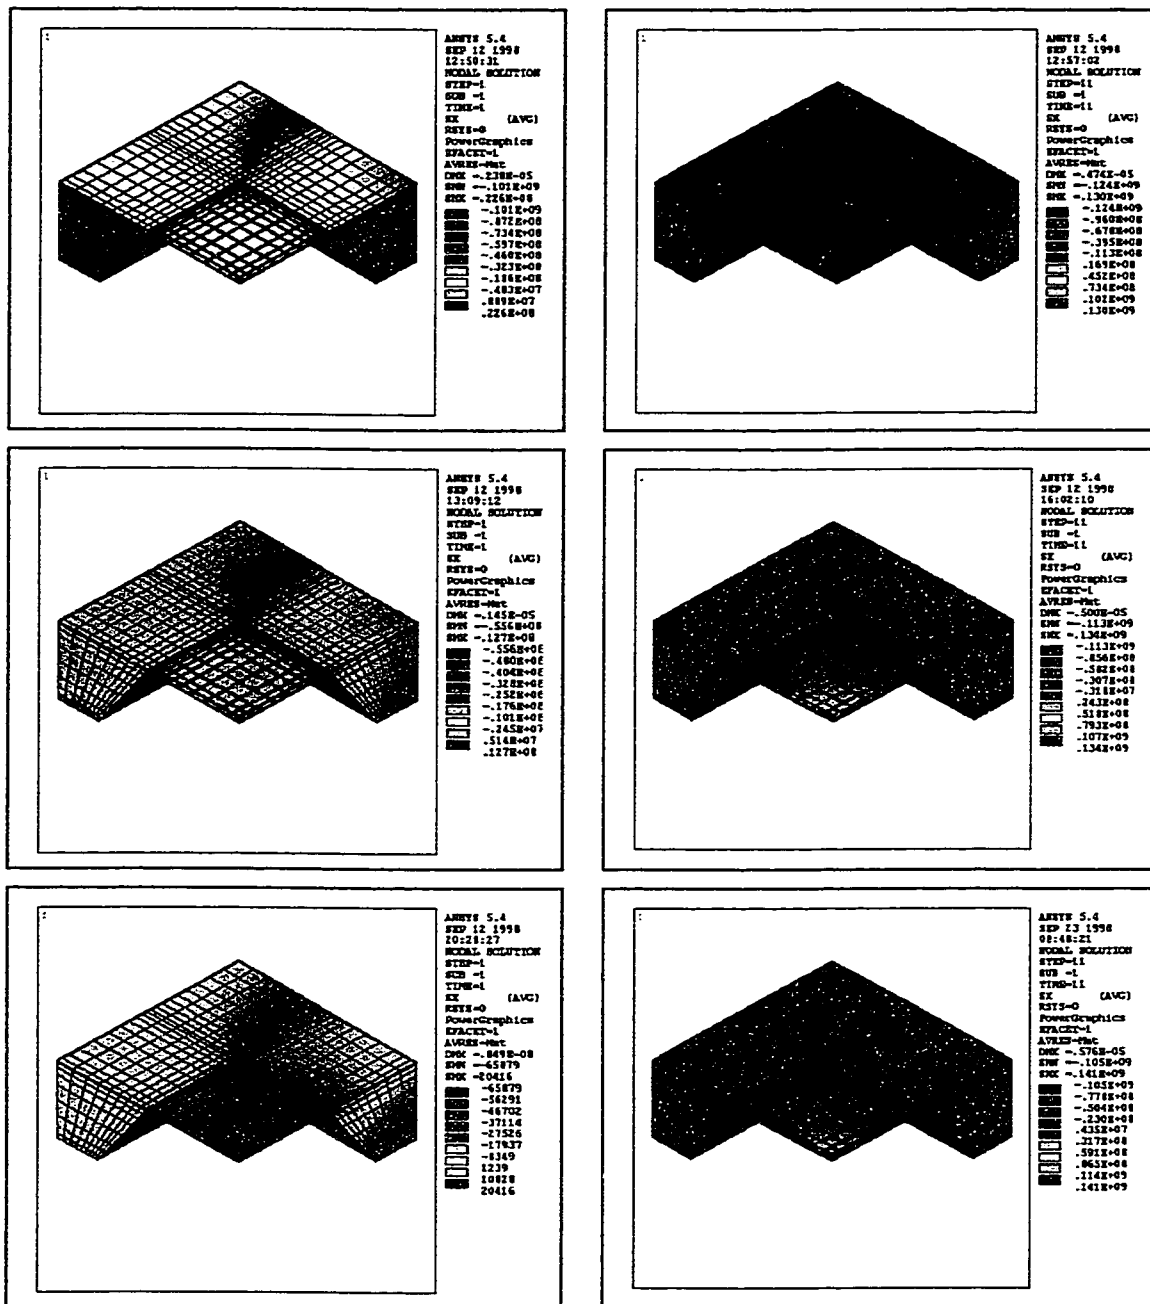 ANSYS 5.4
SEP 12 1998
12:50:31
NODAL SOLUTION
STEP=1
SUB =1
TIME=1
SX (AVG)
RSYS=0
PowerGraphics
EFACET=1
AVRES=Mat
DMX =.238E-05
SMN =-.101E+09
SMX =.226E+08
-.101E+09
-.872E+08
-.734E+08
-.597E+08
-.460E+08
-.323E+08
-.186E+08
-.483E+07
.889E+07
.226E+08
ANSYS 5.4
SEP 12 1998
12:57:02
NODAL SOLUTION
STEP=11
SUB =1
TIME=11
SX (AVG)
RSYS=0
PowerGraphics
EFACET=1
AVRES=Mat
DMX =.474E-05
SMN =-.124E+09
SMX =.130E+09
-.124E+09
-.960E+08
-.678E+08
-.395E+08
-.113E+08
.169E+08
.452E+08
.734E+08
.102E+09
.130E+09
ANSYS 5.4
SEP 12 1998
13:09:12
NODAL SOLUTION
STEP=1
SUB =1
TIME=1
SX (AVG)
RSYS=0
PowerGraphics
EFACET=1
AVRES=Mat
DMX =.145E-05
SMN =-.556E+08
SMX =.127E+08
-.556E+08
-.480E+08
-.404E+08
-.328E+08
-.252E+08
-.176E+08
-.101E+08
-.245E+07
.514E+07
.127E+08
ANSYS 5.4
SEP 12 1998
16:02:10
NODAL SOLUTION
STEP=11
SUB =1
TIME=11
SX (AVG)
RSYS=0
PowerGraphics
EFACET=1
AVRES=Mat
DMX =.500E-05
SMN =-.113E+09
SMX =.134E+09
-.113E+09
-.856E+08
-.582E+08
-.307E+08
-.318E+07
.243E+08
.518E+08
.793E+08
.107E+09
.134E+09
ANSYS 5.4
SEP 12 1998
20:28:27
NODAL SOLUTION
STEP=1
SUB =1
TIME=1
SX (AVG)
RSYS=0
PowerGraphics
EFACET=1
AVRES=Mat
DMX =.849E-08
SMN =-65879
SMX =20416
-65879
-56291
-46702
-37114
-27526
-17937
-8349
1239
10828
20416
ANSYS 5.4
SEP 23 1998
08:48:21
NODAL SOLUTION
STEP=11
SUB =1
TIME=11
SX (AVG)
RSYS=0
PowerGraphics
EFACET=1
AVRES=Mat
DMX =.576E-05
SMN =-.105E+09
SMX =.141E+09
-.105E+09
-.778E+08
-.504E+08
-.230E+08
.435E+07
.317E+08
.591E+08
.865E+08
.114E+09
.141E+09